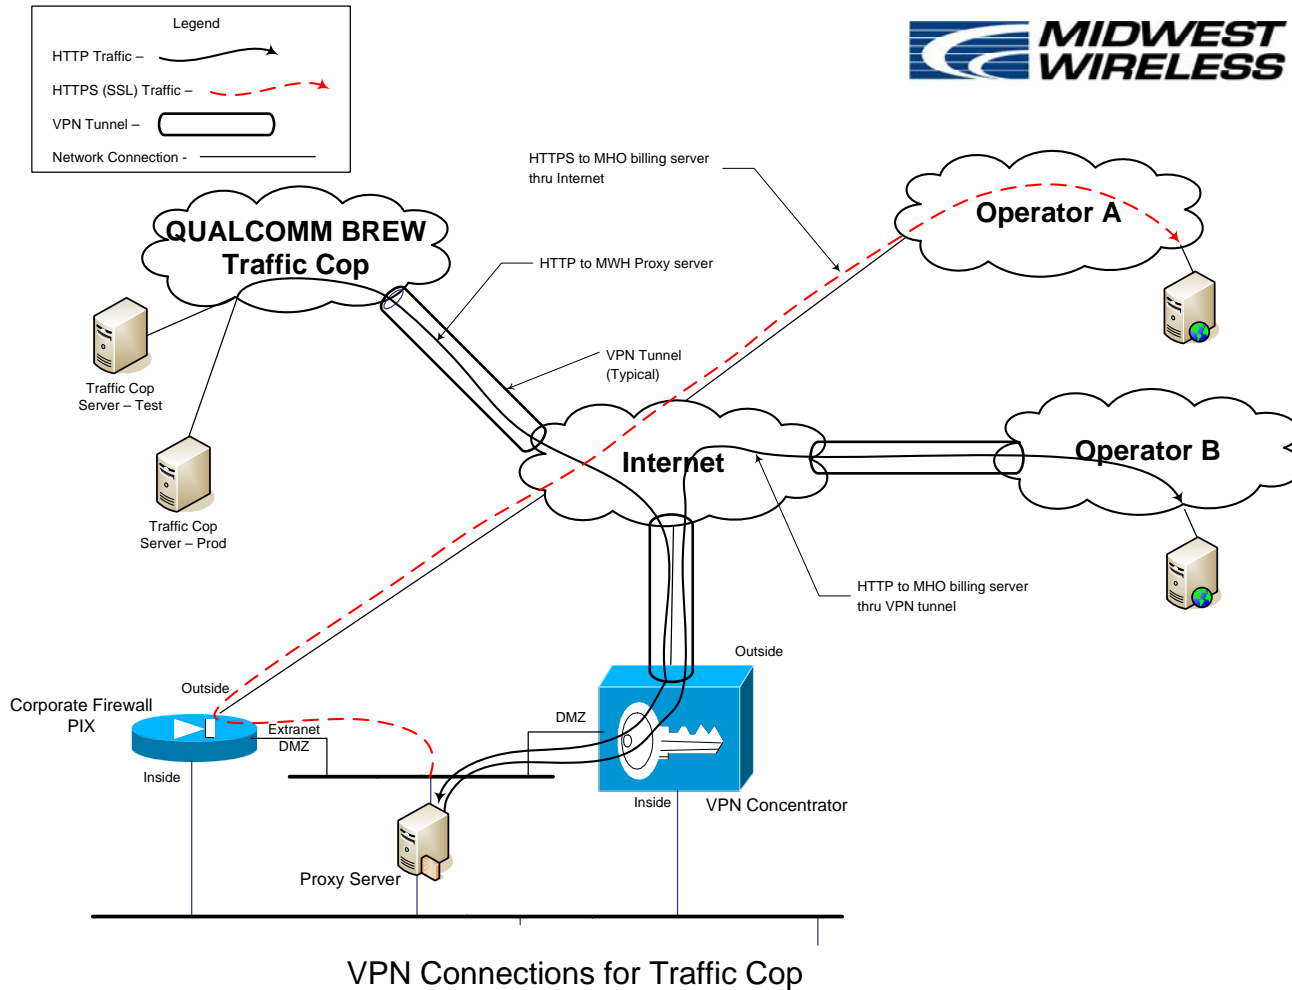 Legend
HTTP Traffic –
HTTPS (SSL) Traffic –
VPN Tunnel –
Network Connection -
MIDWEST
WIRELESS
HTTPS to MHO billing server
thru Internet
Operator A
QUALCOMM BREW
Traffic Cop
HTTP to MWH Proxy server
VPN Tunnel
(Typical)
Traffic Cop
Server – Test
Internet
Operator B
Traffic Cop
Server – Prod
HTTP to MHO billing server
thru VPN tunnel
Outside
Outside
Corporate Firewall
PIX
Extranet
DMZ
DMZ
Inside
Inside
VPN Concentrator
Proxy Server
VPN Connections for Traffic Cop